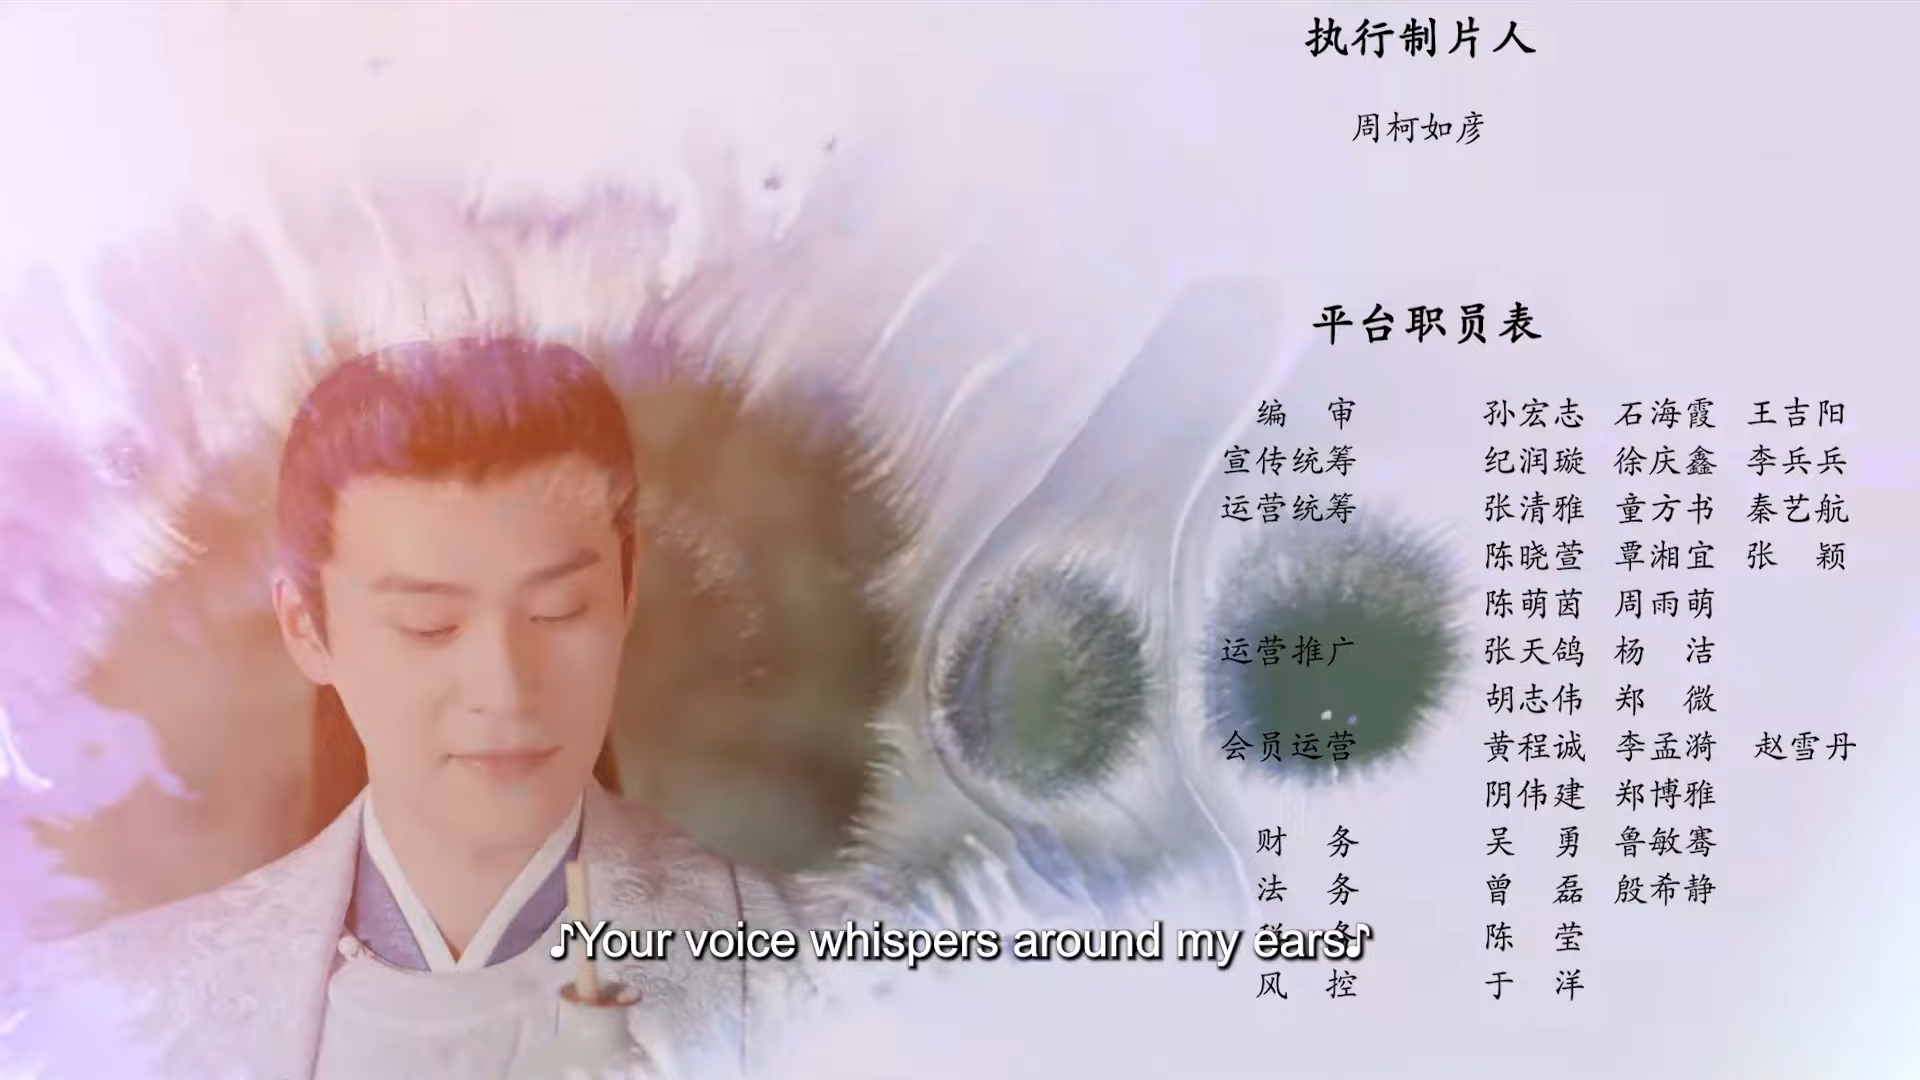 执行制片人
周柯如彦
平台职员表
编 审 孙宏志 石海霞 王吉阳
宣传统筹 纪润璇 徐庆鑫 李兵兵
运营统筹 张清雅 童方书 秦艺航
陈晓萱 覃湘宜 张 颖
陈萌茵 周雨萌
运营推广 张天鸽 杨 洁
胡志伟 郑 微
会员运营 黄程诚 李孟漪 赵雪丹
阴伟建 郑博雅
财 务 吴 勇 鲁敏骞
法 务 曾 磊 殷希静
务 陈 莹
♪Your voice whispers around my ears♪
风 控 于 洋